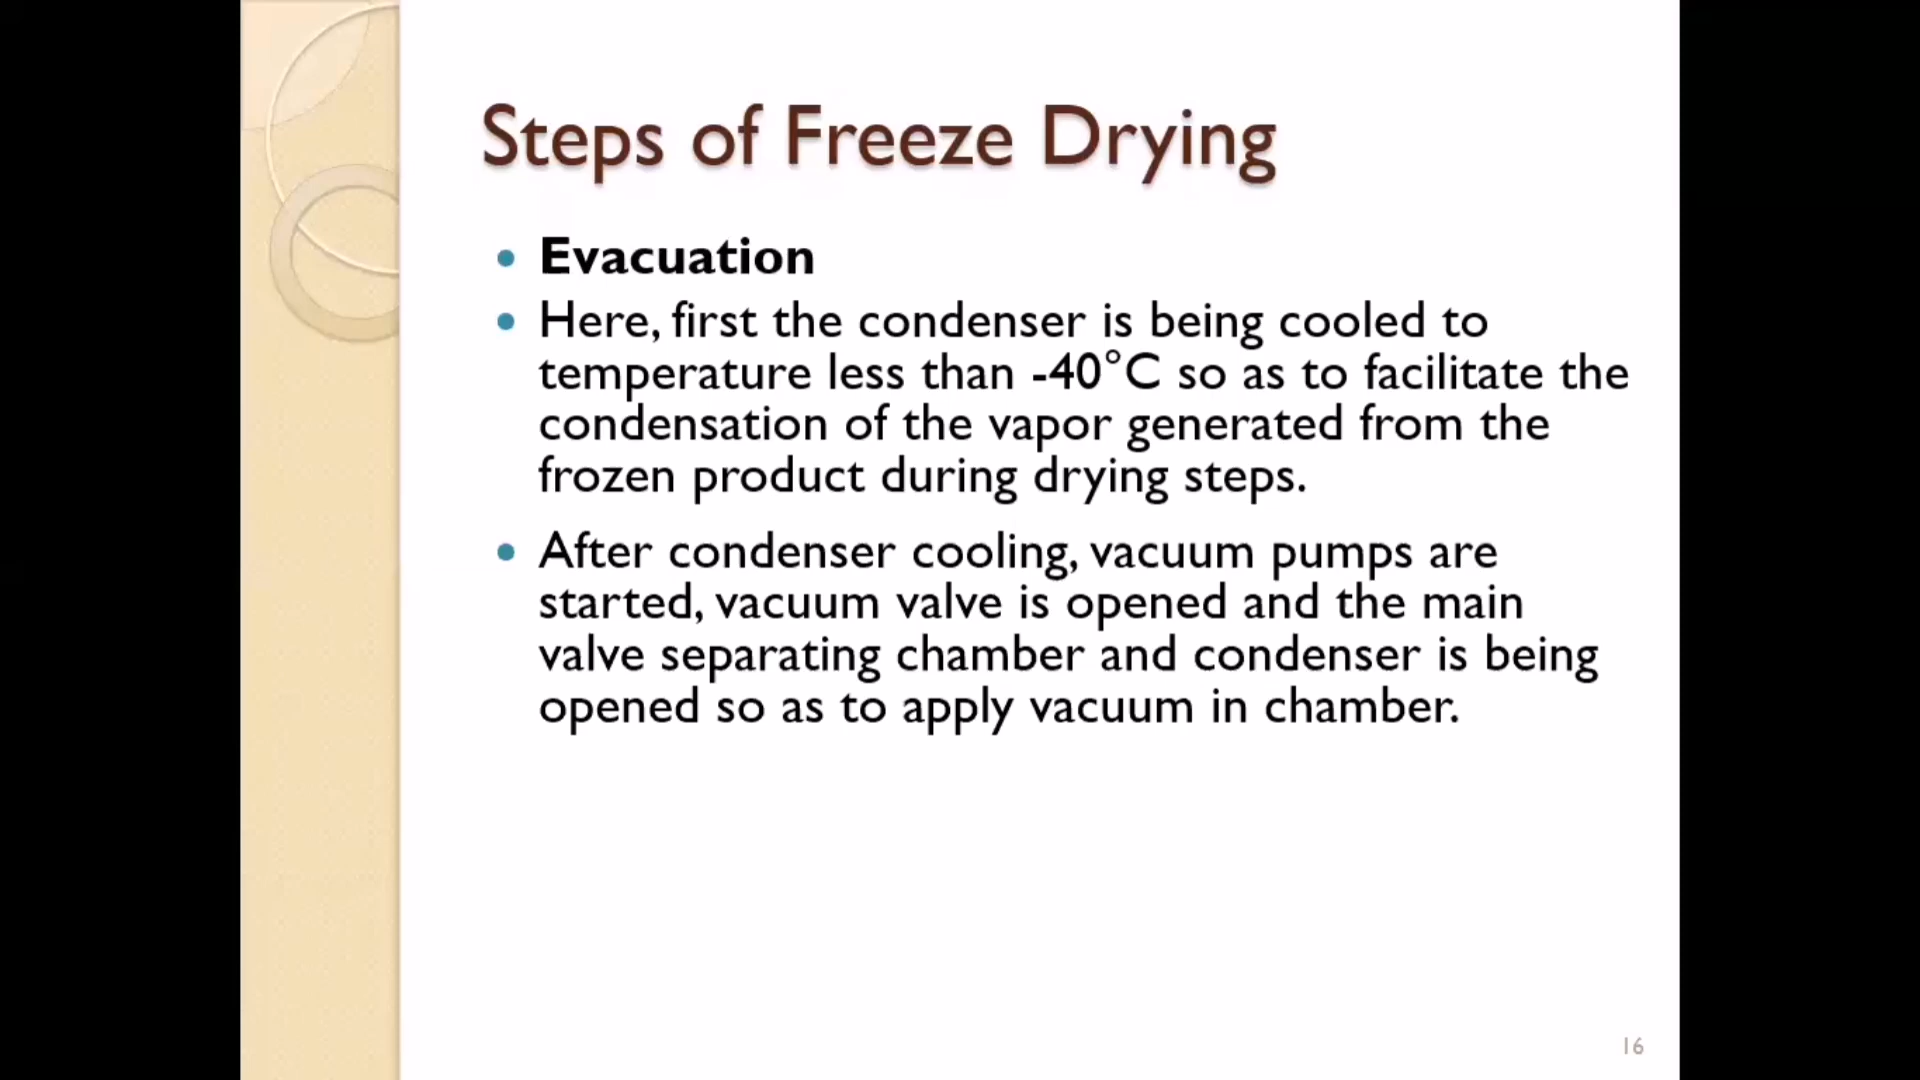 Steps of Freeze Drying
• Evacuation
• Here, first the condenser is being cooled to
temperature less than -40°C so as to facilitate the
condensation of the vapor generated from the
frozen product during drying steps.
• After condenser cooling, vacuum pumps are
started, vacuum valve is opened and the main
valve separating chamber and condenser is being
opened so as to apply vacuum in chamber.
16